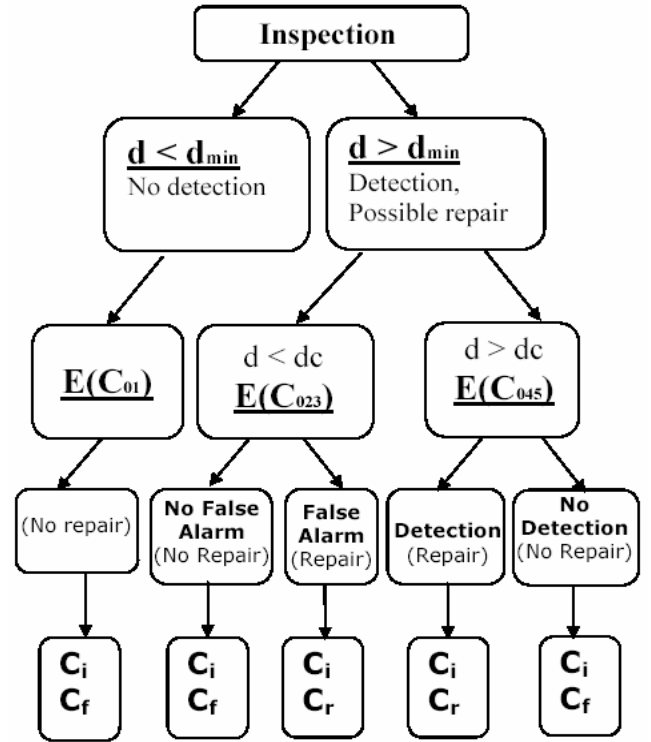 Inspection
d < dmin
No detection
d > dmin
Detection,
Possible repair
E(C01)
d < dc
E(C023)
d > dc
E(C045)
(No repair)
No False
Alarm
(No Repair)
False
Alarm
(Repair)
Detection
(Repair)
No
Detection
(No Repair)
Ci
Cf
Ci
Cf
Ci
Cr
Ci
Cr
Ci
Cf